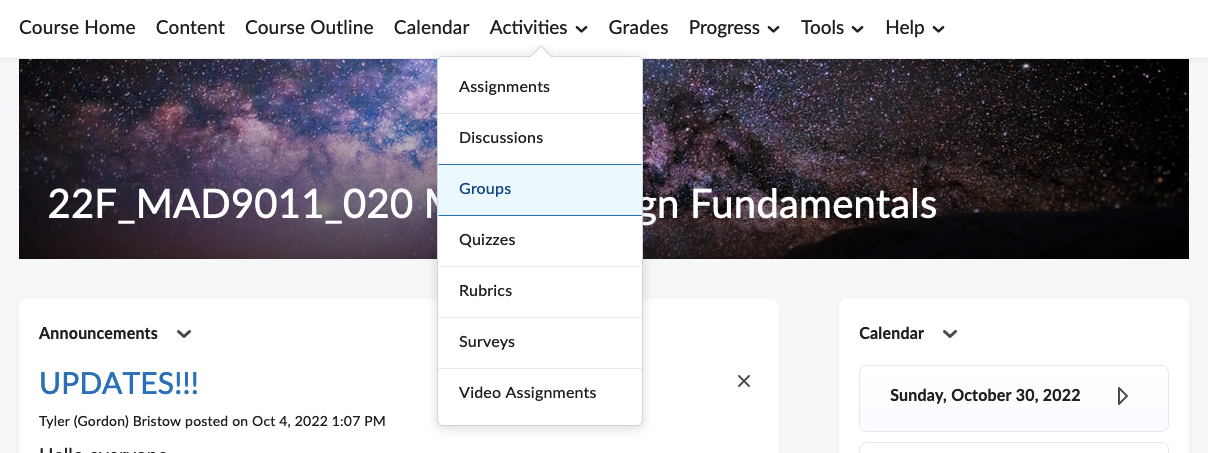 Course Home Content Course Outline Calendar Activities Grades Progress Tools Help
Assignments
Discussions
Groups
Quizzes
Rubrics
Surveys
Video Assignments
22F_MAD9011_020 gn Fundamentals
Announcements
UPDATES!!!
Tyler (Gordon) Bristow posted on Oct 4, 2022 1:07 PM
Calendar
Sunday, October 30, 2022